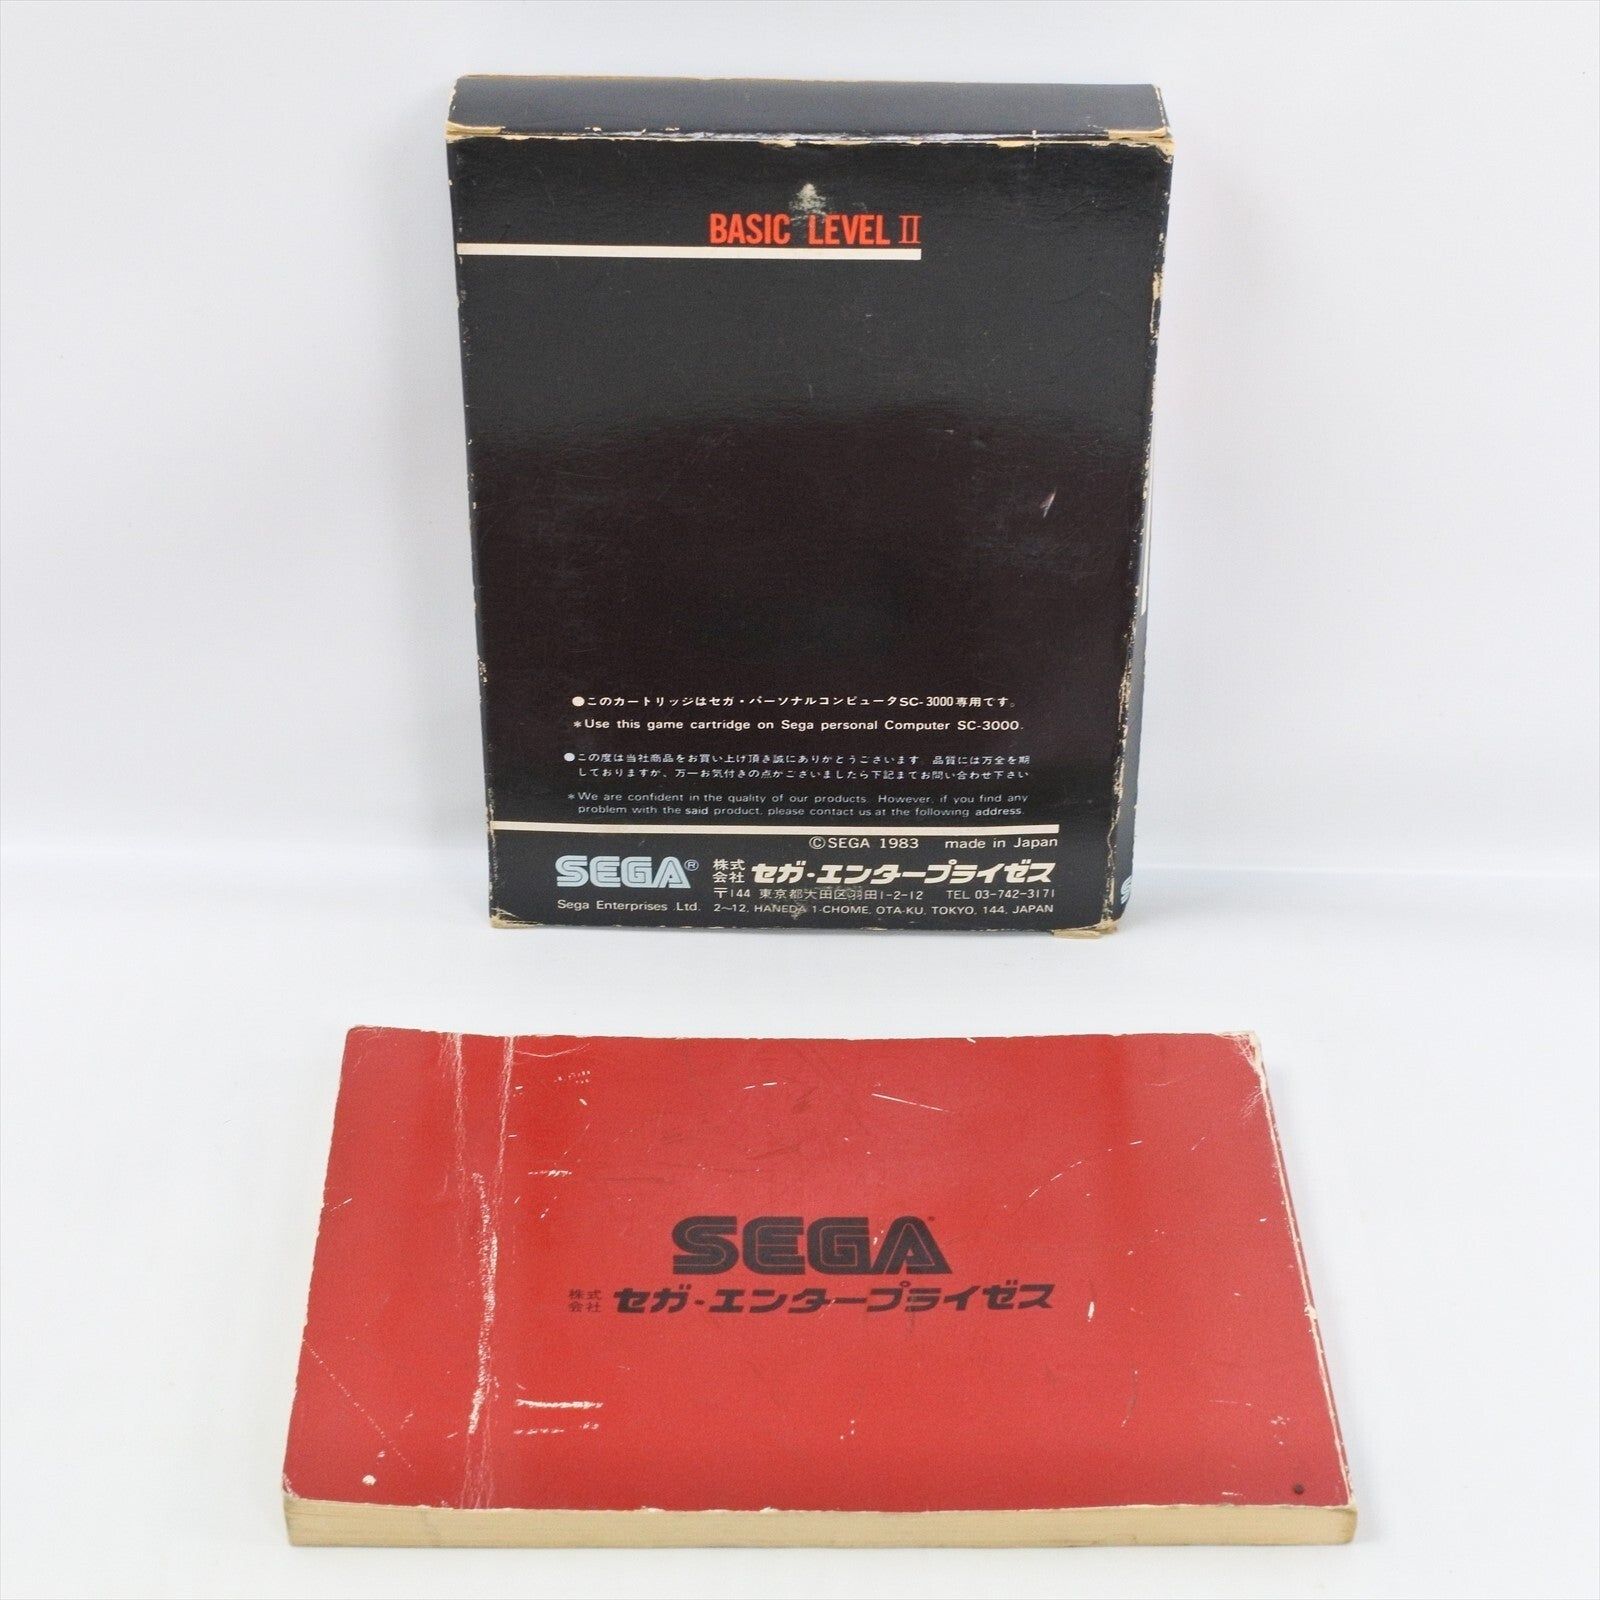 BASIC LEVEL II
●このカートリッジはセガ・パーソナルコンピュータSC-3000専用です。
*Use this game cartridge on Sega personal Computer SC-3000.
●この度は当社商品をお買い上げ頂き誠にありがとうございます 品質には万全を期
しておりますが、万一お気付きの点がございましたら下記までお問い合わせ下さい
*We are confident in the quality of our products. However, if you find any
problem with the said product, please contact us at the following address.
©SEGA 1983 made in Japan
SEGA® 株式会社 セガ・エンタープライゼス
〒144 東京都大田区羽田1-2-12 TEL 03-742-3171
Sega Enterprises Ltd. 2~12, HANEDA 1-CHOME, OTA-KU, TOKYO, 144, JAPAN
SEGA
株式会社 セガ・エンタープライゼス